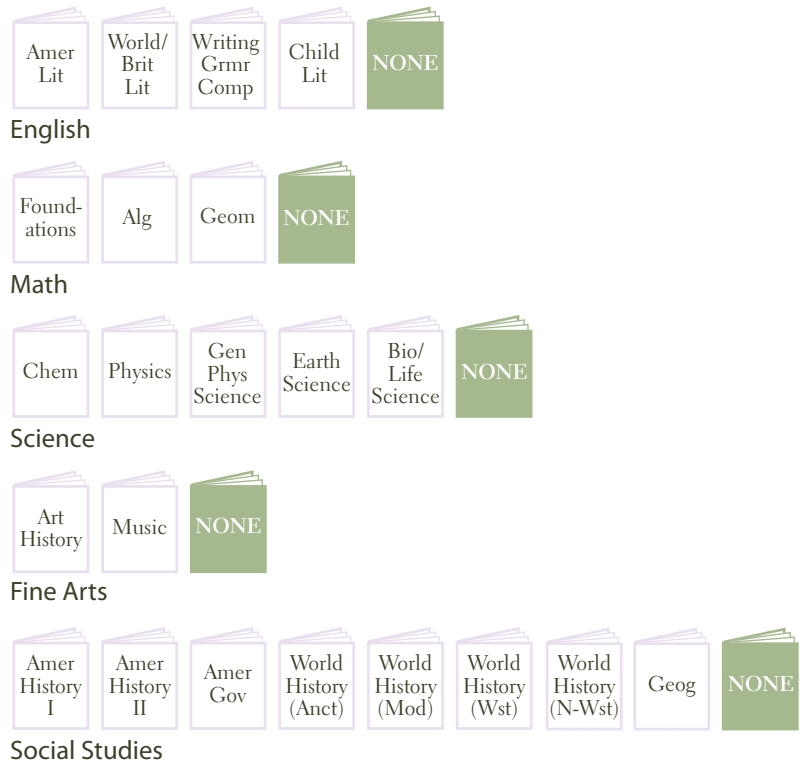 Amer
Lit
World/
Brit
Lit
Writing
Grmr
Comp
Child
Lit
NONE
English
Found-
ations
Alg
Geom
NONE
Math
Chem
Physics
Gen
Phys
Science
Earth
Science
Bio/
Life
Science
NONE
Science
Art
History
Music
NONE
Fine Arts
Amer
History
I
Amer
History
II
Amer
Gov
World
History
(Anct)
World
History
(Mod)
World
History
(Wst)
World
History
(N-Wst)
Geog
NONE
Social Studies